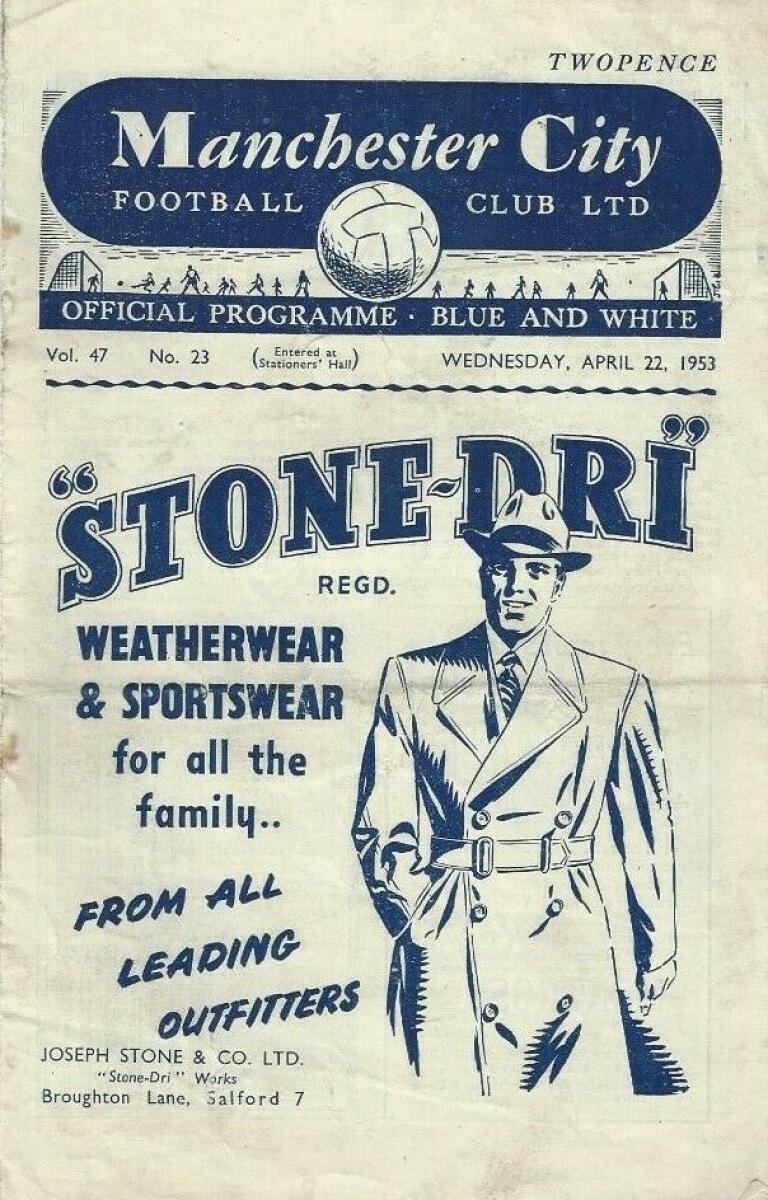 TWOPENCE
Manchester City
FOOTBALL CLUB LTD
OFFICIAL PROGRAMME · BLUE AND WHITE
Vol. 47 No. 23 (Entered at Stationers' Hall) WEDNESDAY, APRIL 22, 1953
"STONE-DRI"
REGD.
WEATHERWEAR
& SPORTSWEAR
for all the
family..
FROM ALL
LEADING
OUTFITTERS
JOSEPH STONE & CO. LTD.
"Stone-Dri" Works
Broughton Lane, Salford 7